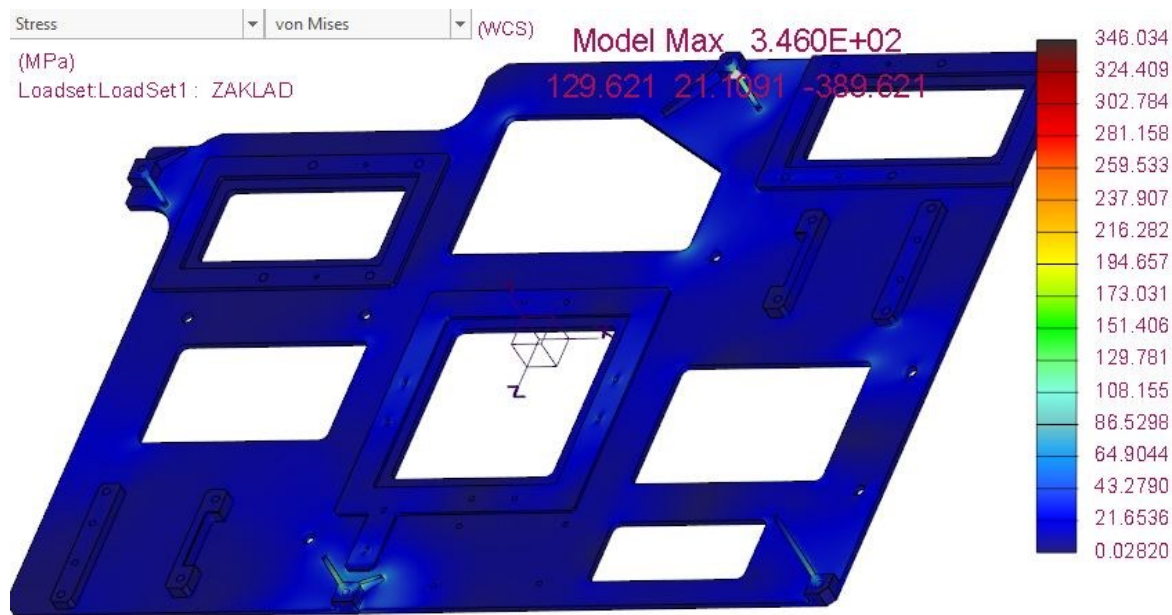 Stress
von Mises
(WCS)
(MPa)
Loadset:LoadSet1 : ZAKLAD
Model Max 3.460E+02
129.621 21.1091 -389.621
346.034
324.409
302.784
281.158
259.533
237.907
216.282
194.657
173.031
151.406
129.781
108.155
86.5298
64.9044
43.2790
21.6536
0.02820
Z